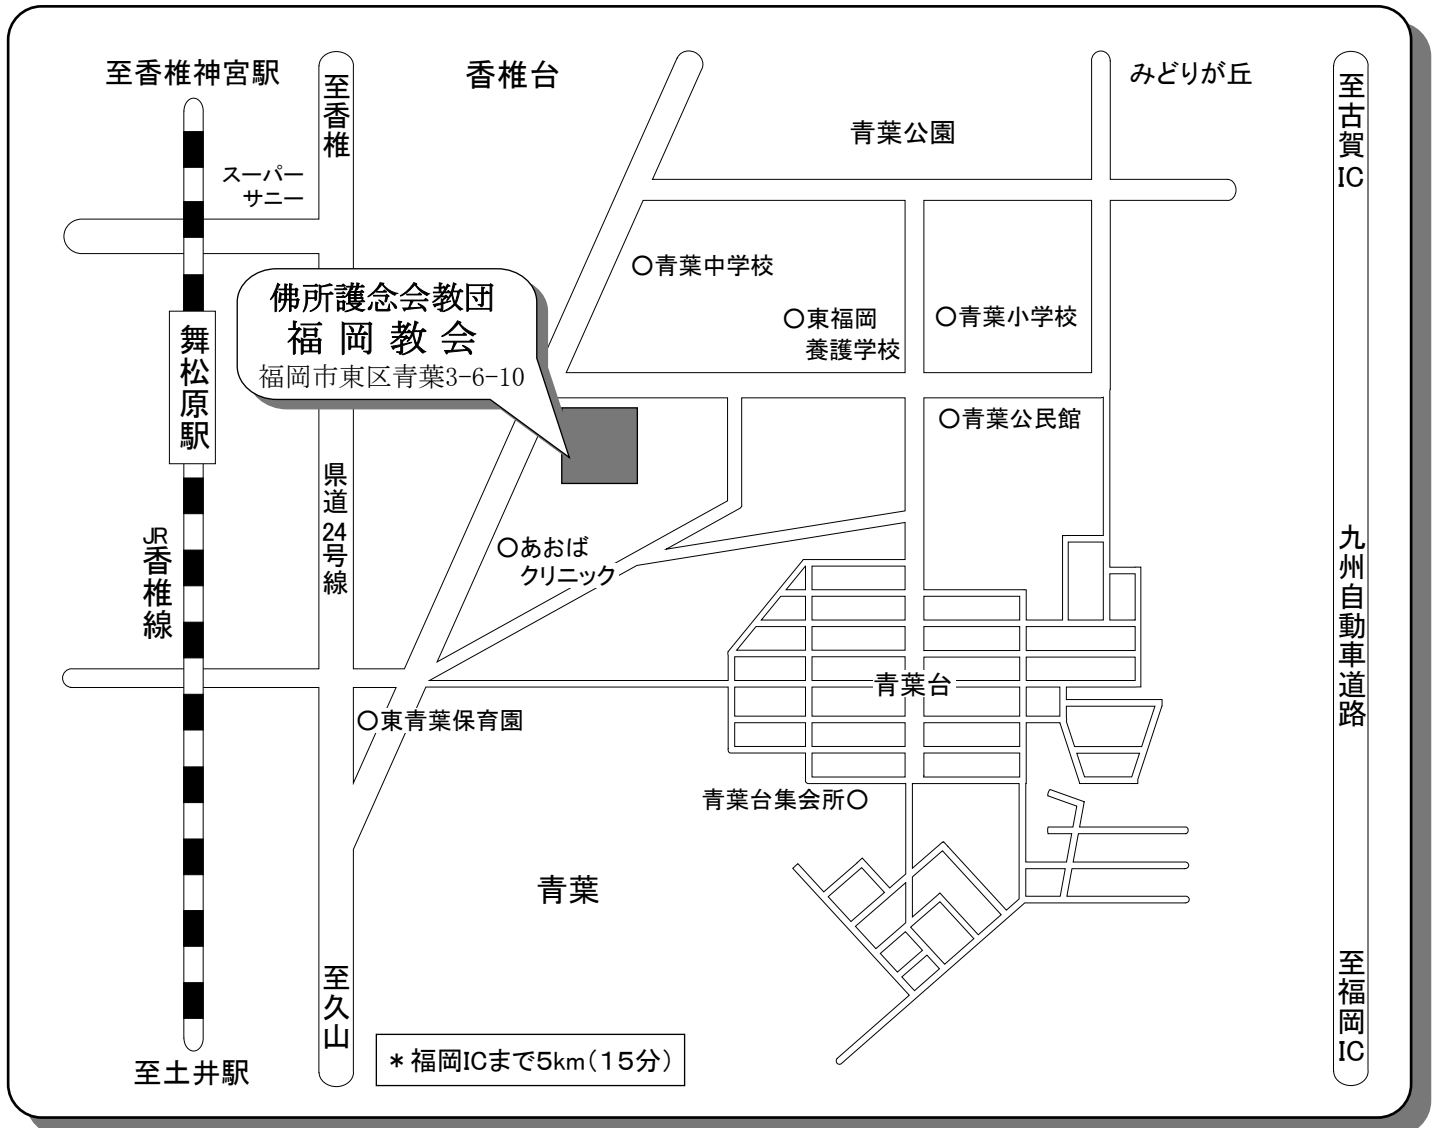 至香椎神宮駅
至香椎
香椎台
みどりが丘
至古賀IC
青葉公園
スーパー
サニー
青葉中学校
佛所護念会教団
福岡教会
福岡市東区青葉3-6-10
東福岡
養護学校
青葉小学校
舞松原駅
青葉公民館
県道24号線
JR香椎線
あおば
クリニック
九州自動車道路
青葉台
東青葉保育園
青葉台集会所
青葉
至久山
至福岡IC
*福岡ICまで5km(15分)
至土井駅